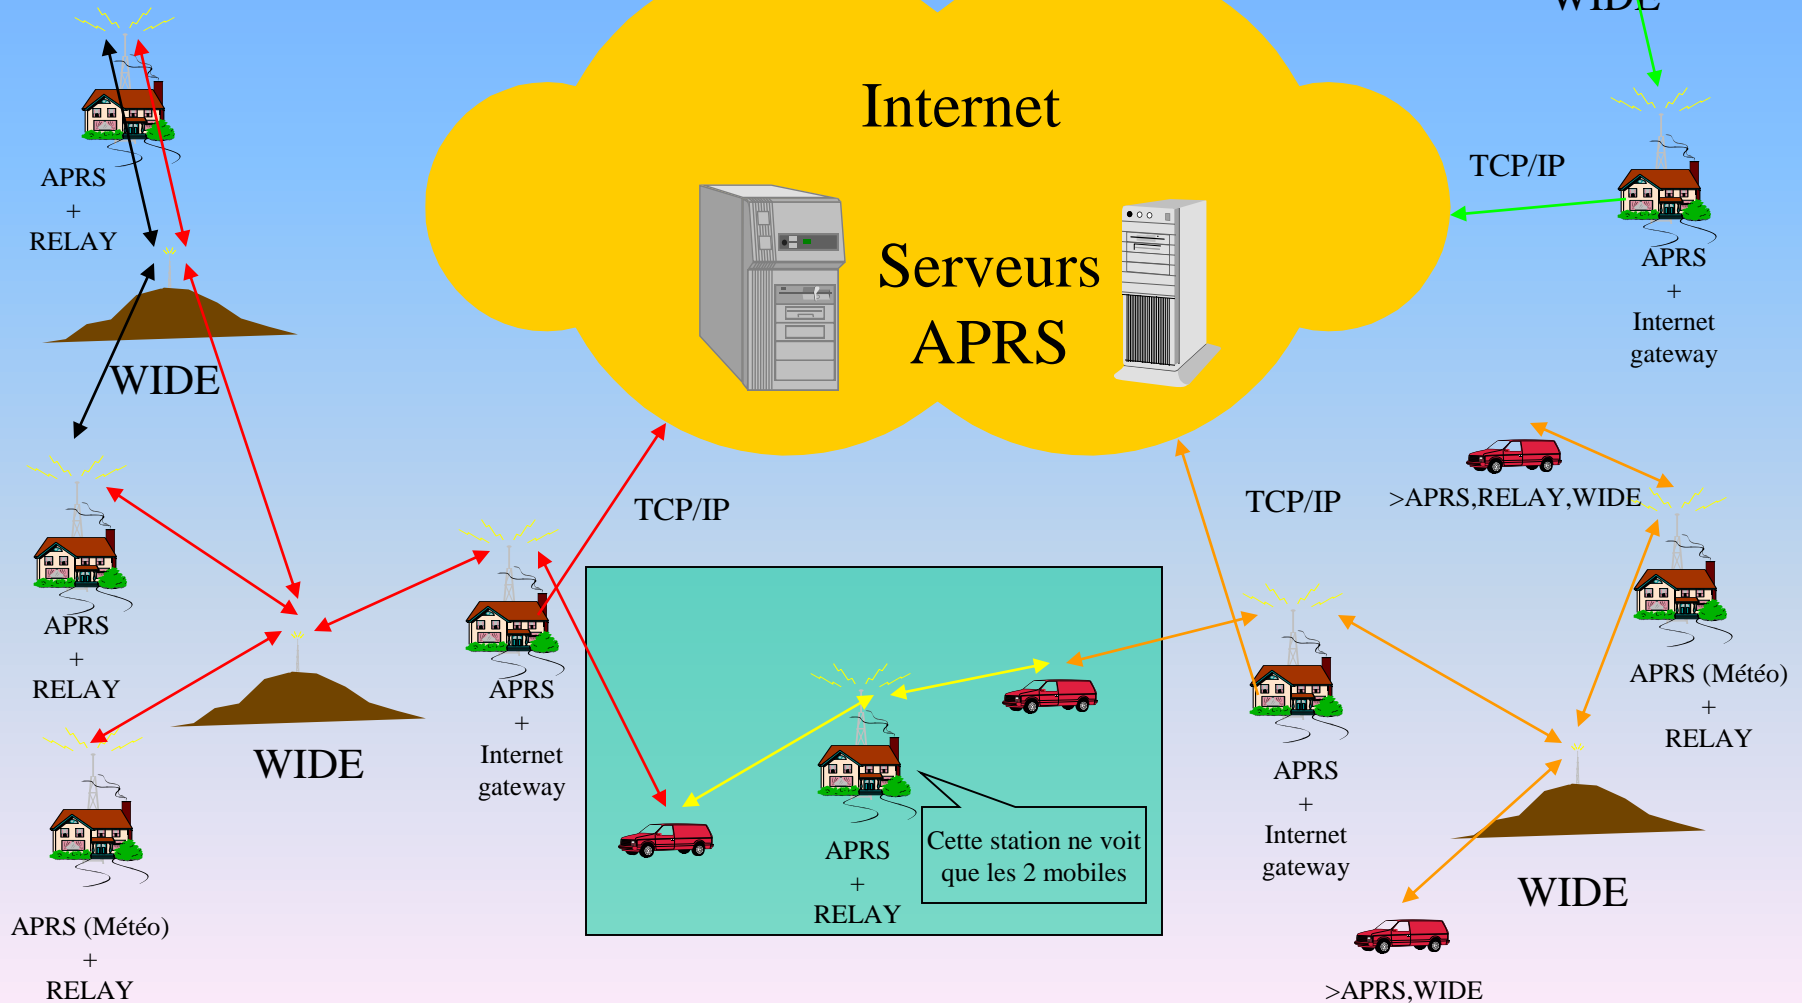 WIDE
Internet
Serveurs
APRS
APRS
+
RELAY
WIDE
TCP/IP
APRS
+
Internet
gateway
TCP/IP
TCP/IP
>APRS,RELAY,WIDE
APRS
+
RELAY
WIDE
APRS
+
Internet
gateway
APRS (Météo)
+
RELAY
APRS
+
RELAY
Cette station ne voit
que les 2 mobiles
APRS
+
Internet
gateway
APRS (Météo)
+
RELAY
WIDE
>APRS,WIDE